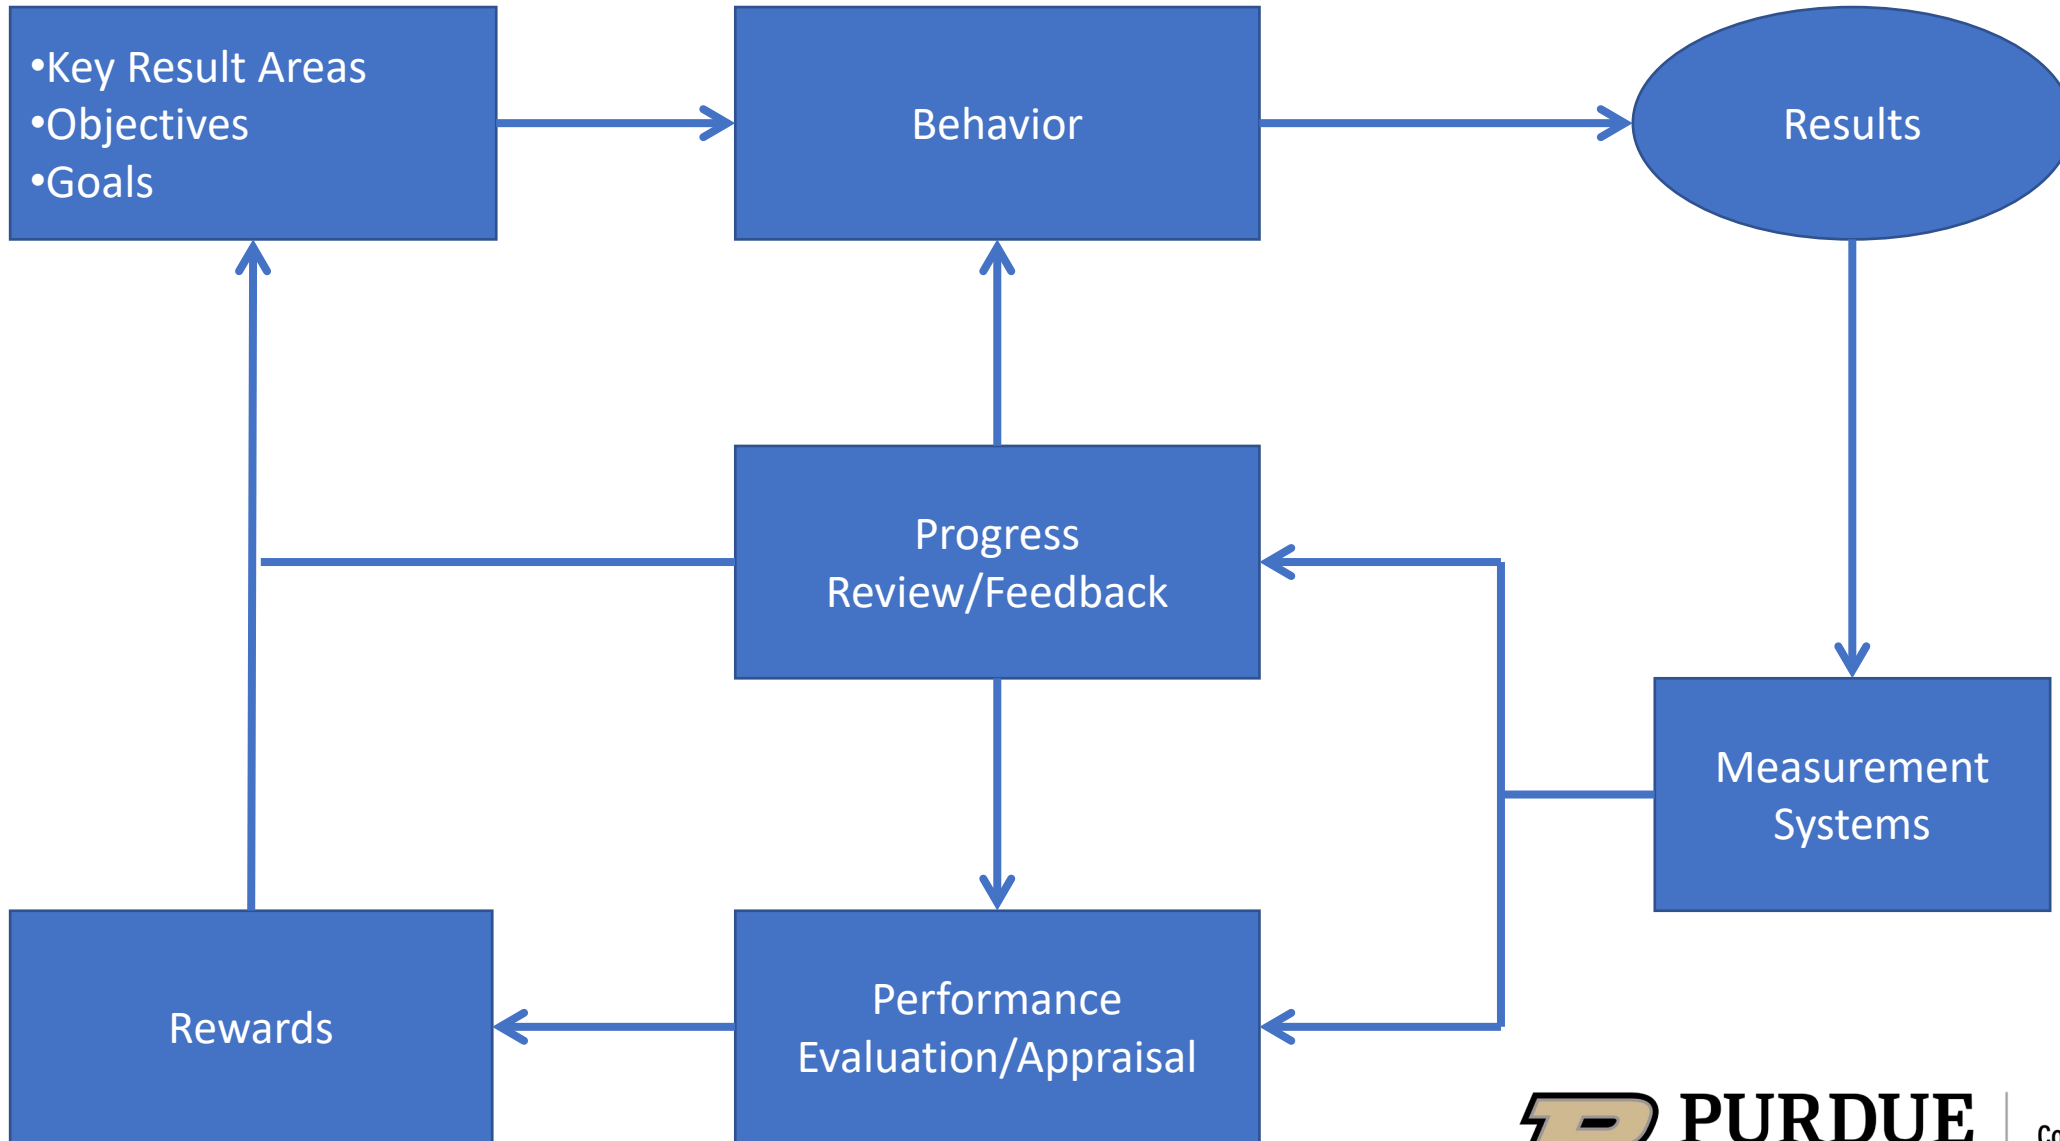 •Key Result Areas
•Objectives
•Goals
Behavior
Results
Progress
Review/Feedback
Measurement
Systems
Rewards
Performance
Evaluation/Appraisal
PURDUE